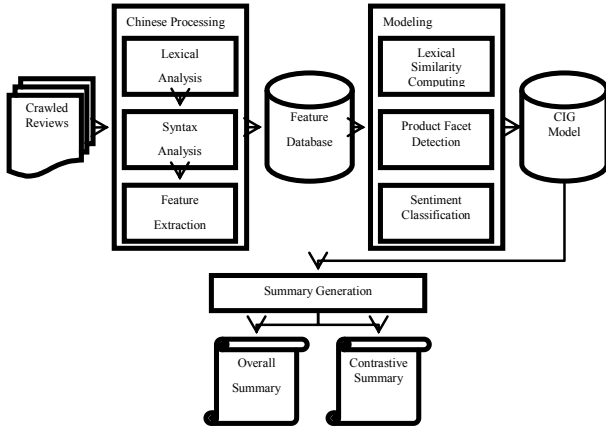 Chinese Processing
Modeling
Crawled
Reviews
Lexical
Analysis
Syntax
Analysis
Feature
Extraction
Feature
Database
Lexical
Similarity
Computing
Product Facet
Detection
Sentiment
Classification
CIG
Model
Summary Generation
Overall
Summary
Contrastive
Summary